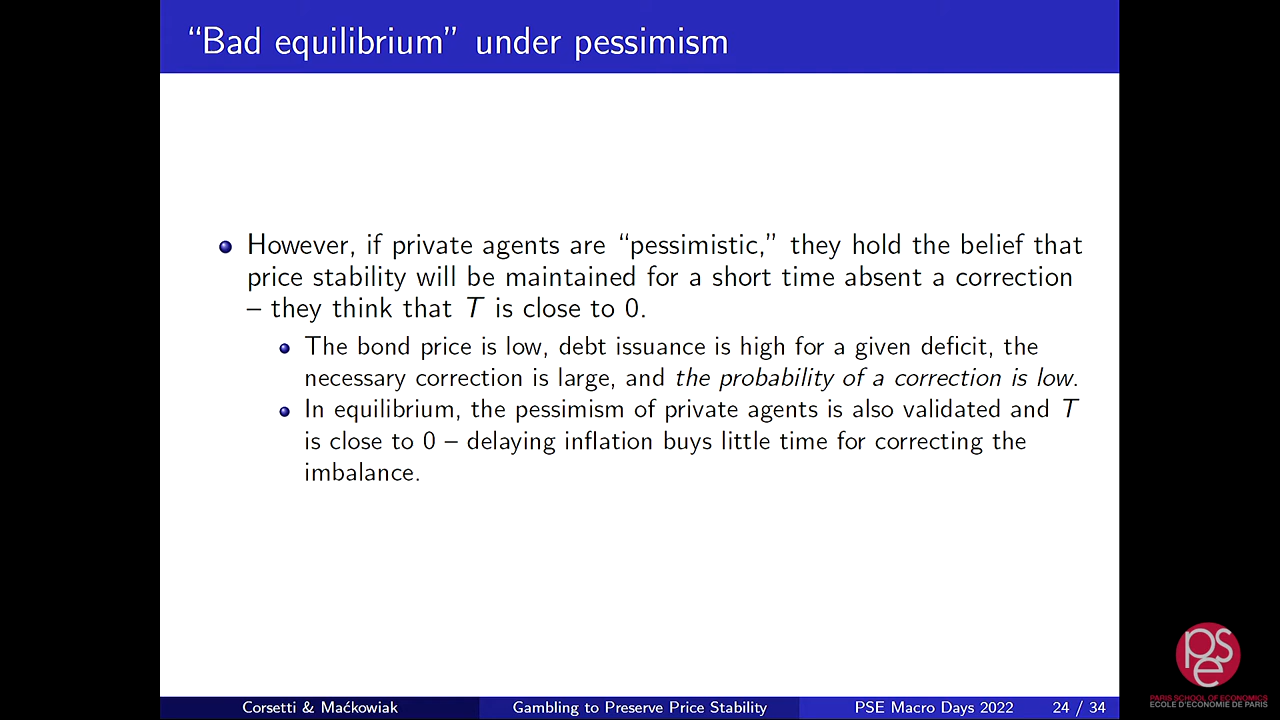 “Bad equilibrium” under pessimism
However, if private agents are “pessimistic,” they hold the belief that
price stability will be maintained for a short time absent a correction
– they think that T is close to 0.
The bond price is low, debt issuance is high for a given deficit, the
necessary correction is large, and the probability of a correction is low.
In equilibrium, the pessimism of private agents is also validated and T
is close to 0 – delaying inflation buys little time for correcting the
imbalance.
Corsetti & Maćkowiak
Gambling to Preserve Price Stability
PSE Macro Days 2022
24 / 34
pse
PARIS SCHOOL OF ECONOMICS
ECOLE D'ECONOMIE DE PARIS